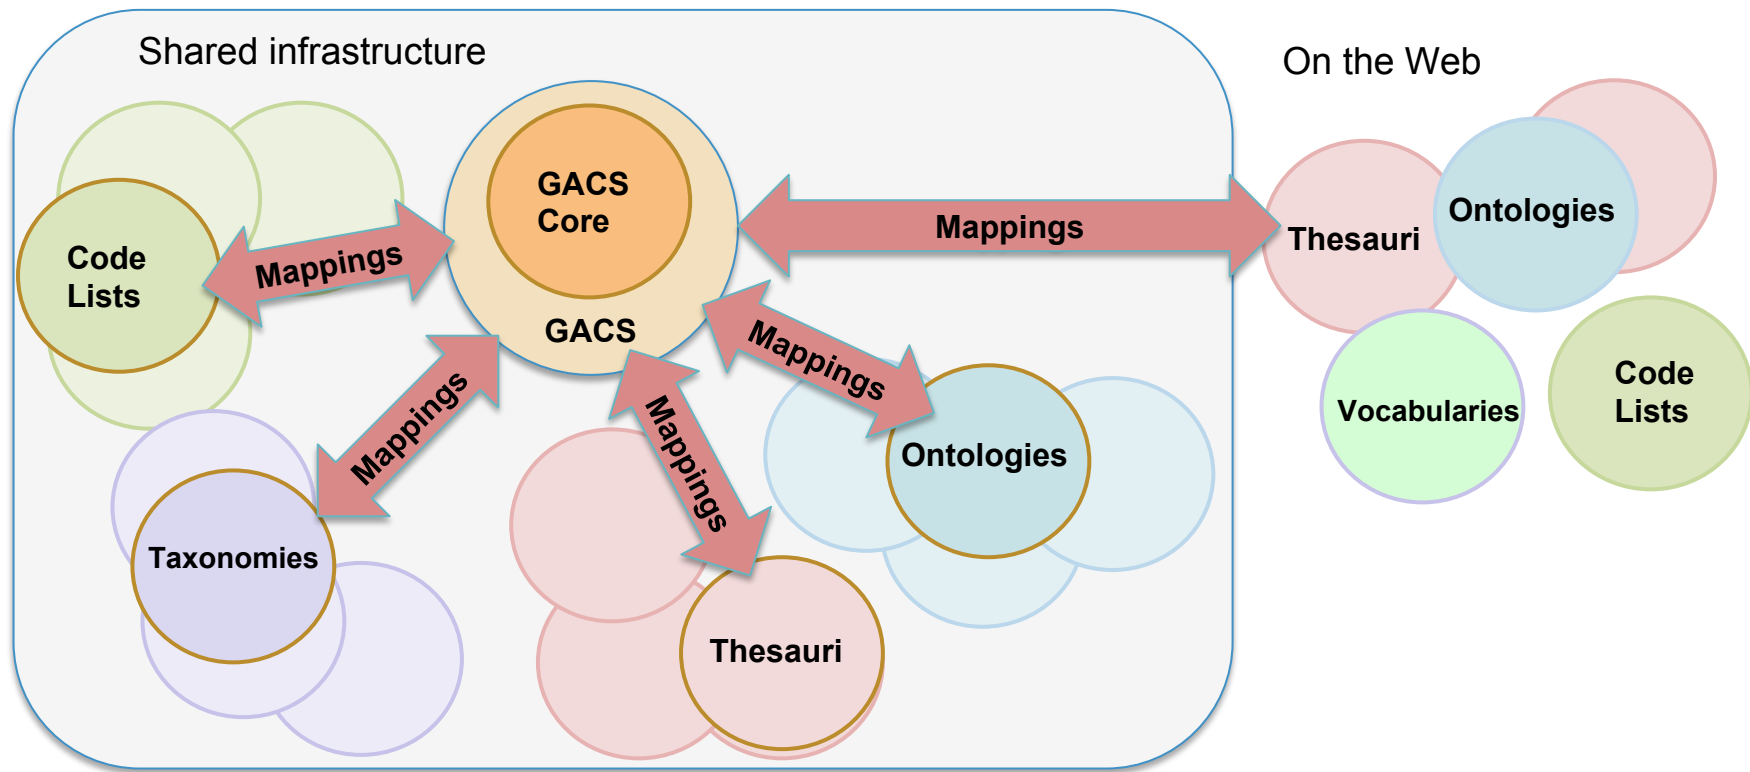 Shared infrastructure
On the Web
GACS
Core
GACS
Code
Lists
Mappings
Mappings
Mappings
Mappings
Mappings
Taxonomies
Thesauri
Ontologies
Thesauri
Ontologies
Vocabularies
Code
Lists